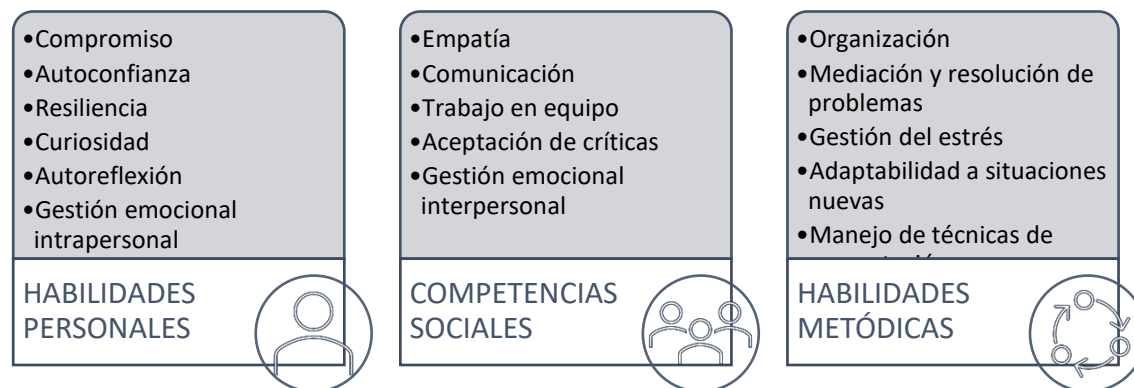 •Compromiso
•Autoconfianza
•Resiliencia
•Curiosidad
•Autoreflexión
•Gestión emocional
intrapersonal
HABILIDADES
PERSONALES
•Empatía
•Comunicación
•Trabajo en equipo
•Aceptación de críticas
•Gestión emocional
interpersonal
COMPETENCIAS
SOCIALES
•Organización
•Mediación y resolución de
problemas
•Gestión del estrés
•Adaptabilidad a situaciones
nuevas
•Manejo de técnicas de
HABILIDADES
METÓDICAS